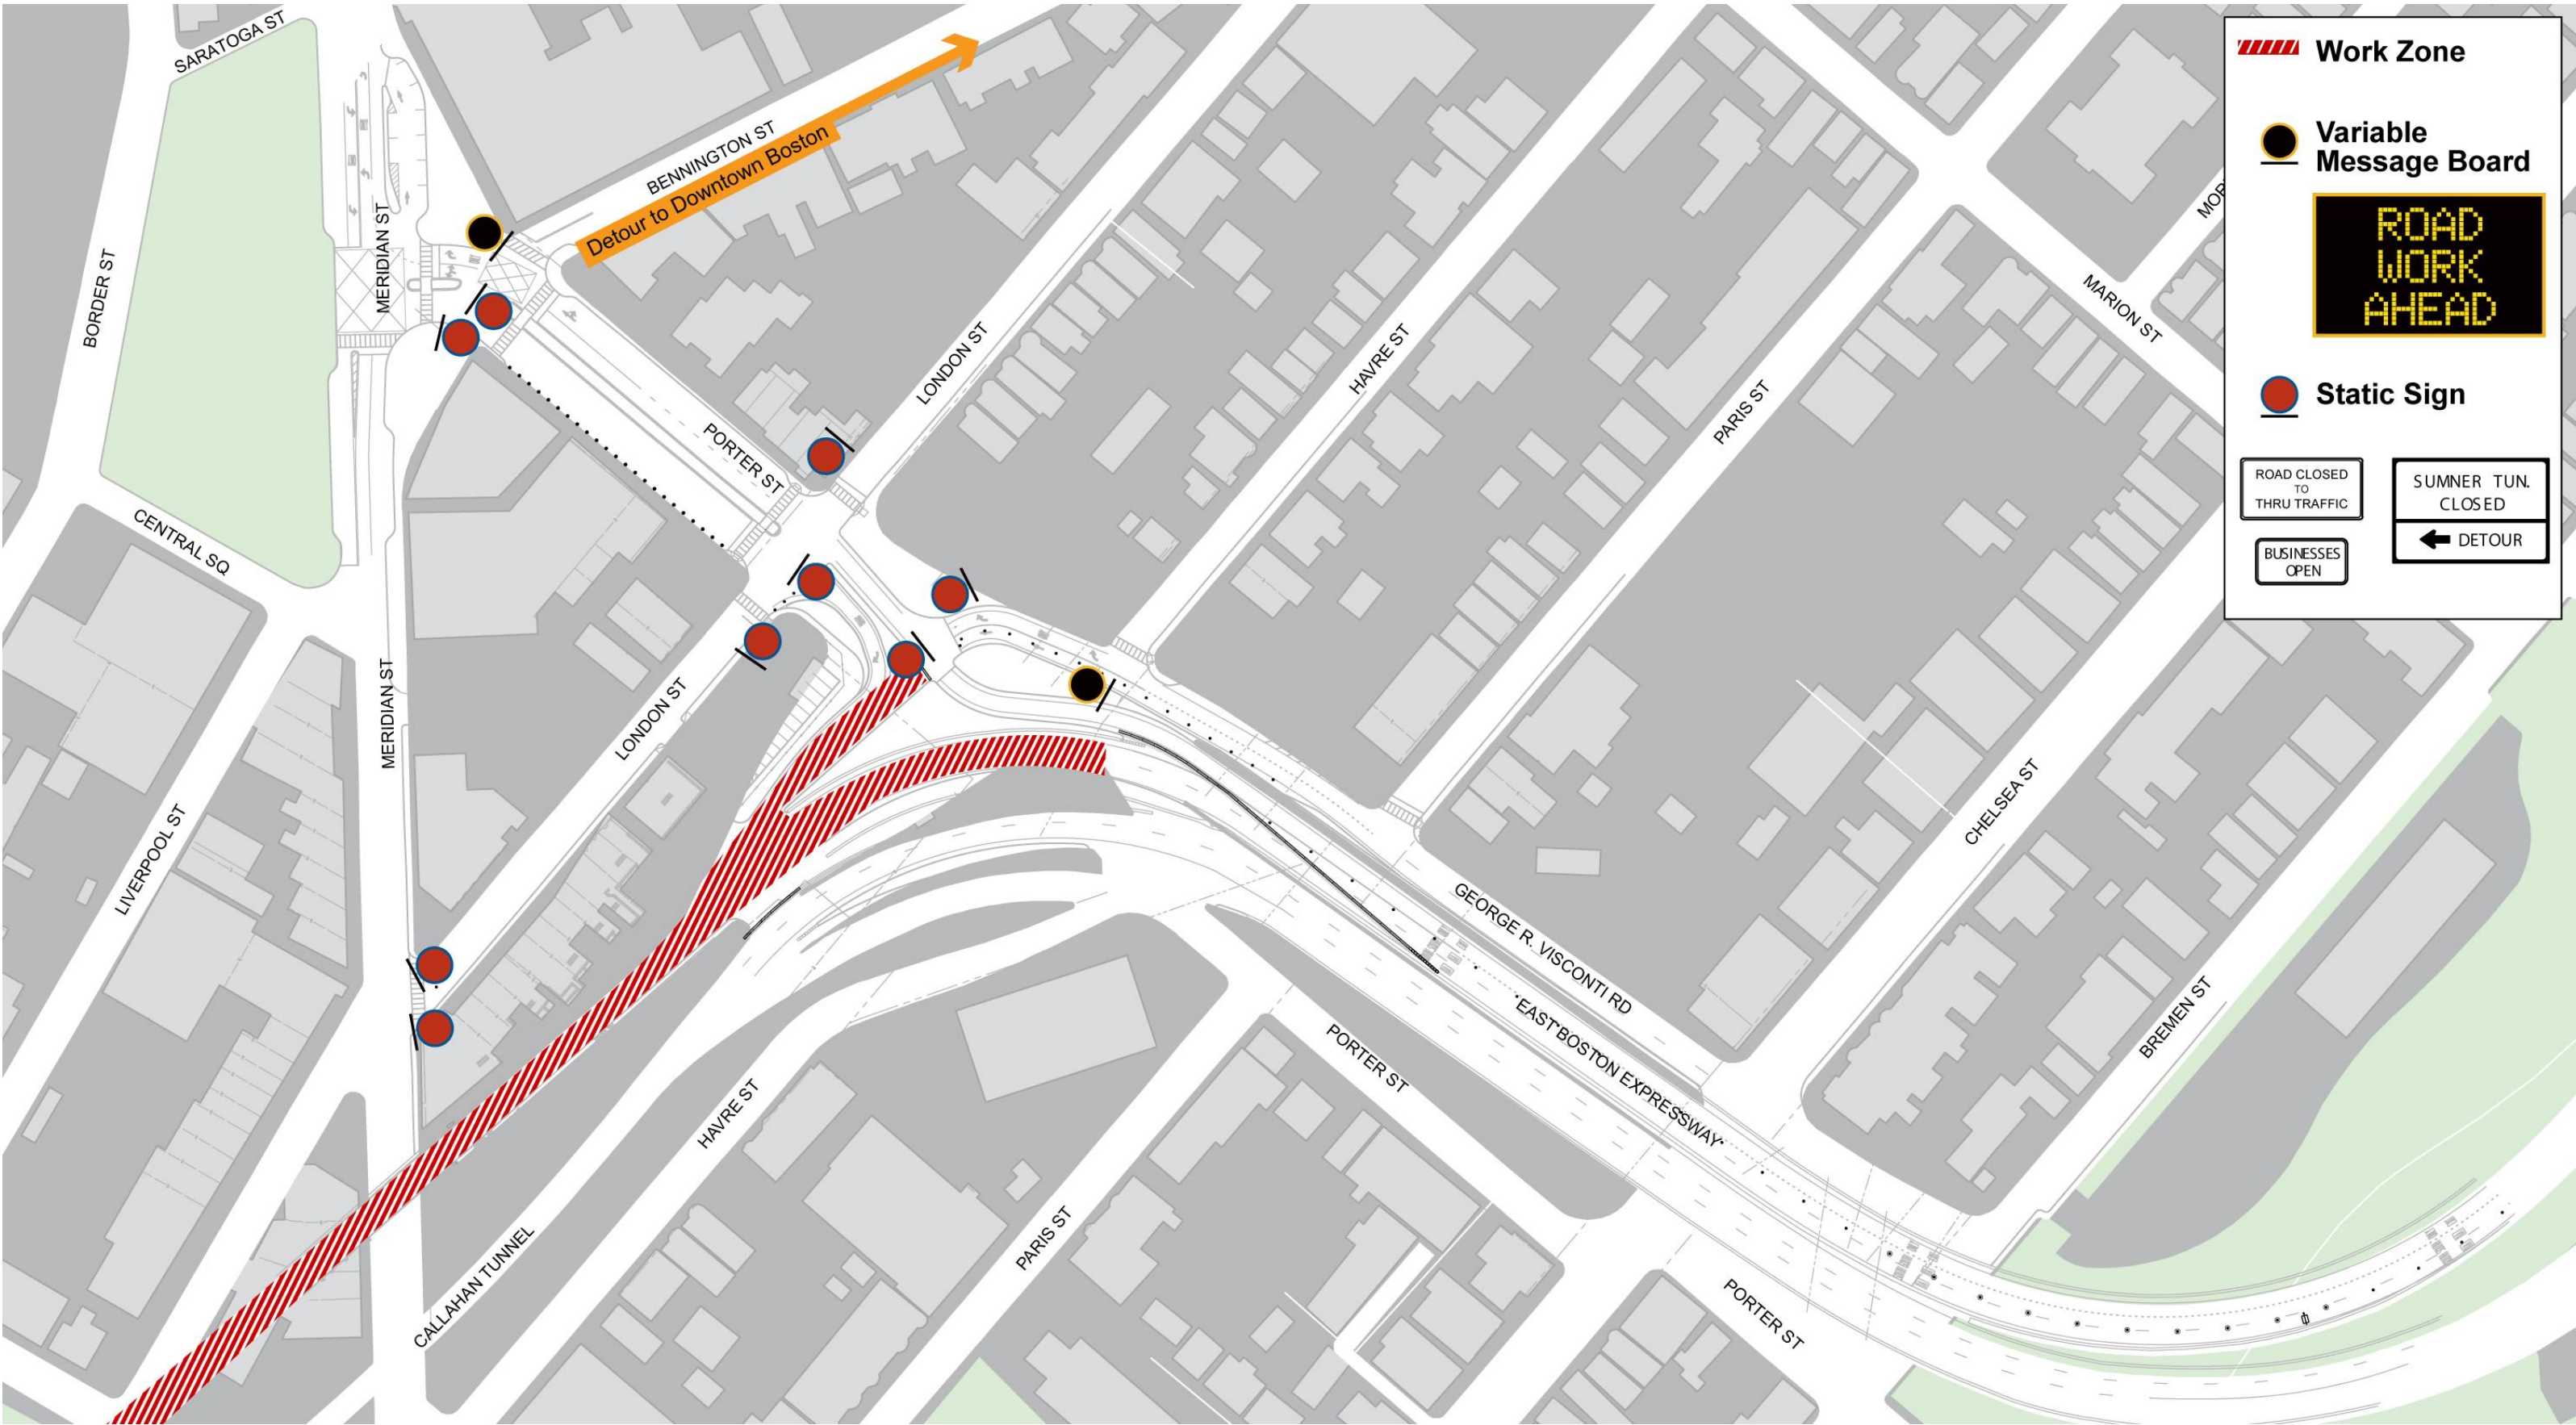 SARATOGA ST
MERIDIAN ST
BORDER ST
BENNINGTON ST
Detour to Downtown Boston
CENTRAL SQ
PORTER ST
LONDON ST
HAVRE ST
PARIS ST
MARION ST
LONDON ST
MERIDIAN ST
LIVERPOOL ST
CHELSEA ST
GEORGE R. VISCONTI RD
EAST BOSTON EXPRESSWAY
BREMEN ST
PORTER ST
HAVRE ST
PARIS ST
CALLAHAN TUNNEL
PORTER ST
Work Zone
Variable
Message Board
ROAD
WORK
AHEAD
Static Sign
ROAD CLOSED
TO
THRU TRAFFIC
BUSINESSES
OPEN
SUMNER TUN.
CLOSED
DETOUR